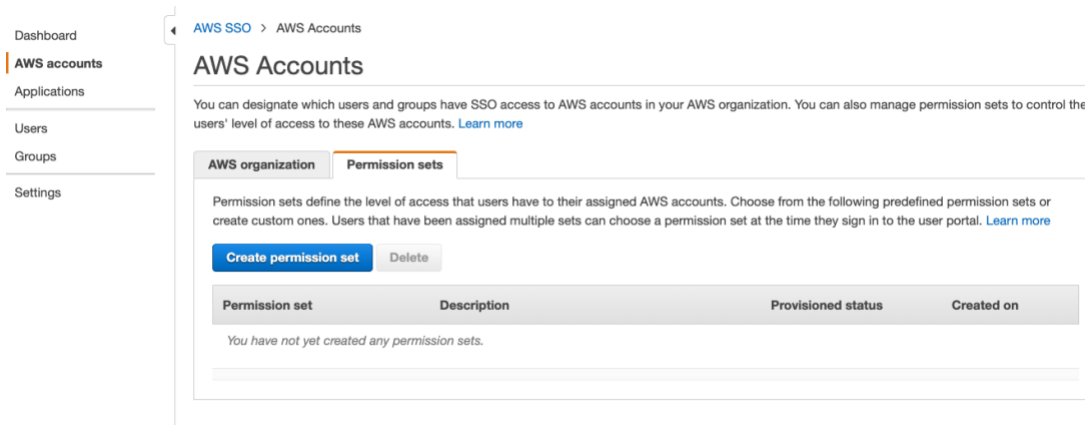 Dashboard
AWS accounts
Applications
Users
Groups
Settings
AWS SSO > AWS Accounts
AWS Accounts
You can designate which users and groups have SSO access to AWS accounts in your AWS organization. You can also manage permission sets to control the
users' level of access to these AWS accounts. Learn more
AWS organization
Permission sets
Permission sets define the level of access that users have to their assigned AWS accounts. Choose from the following predefined permission sets or
create custom ones. Users that have been assigned multiple sets can choose a permission set at the time they sign in to the user portal. Learn more
Create permission set
Delete
Permission set Description Provisioned status Created on
You have not yet created any permission sets.